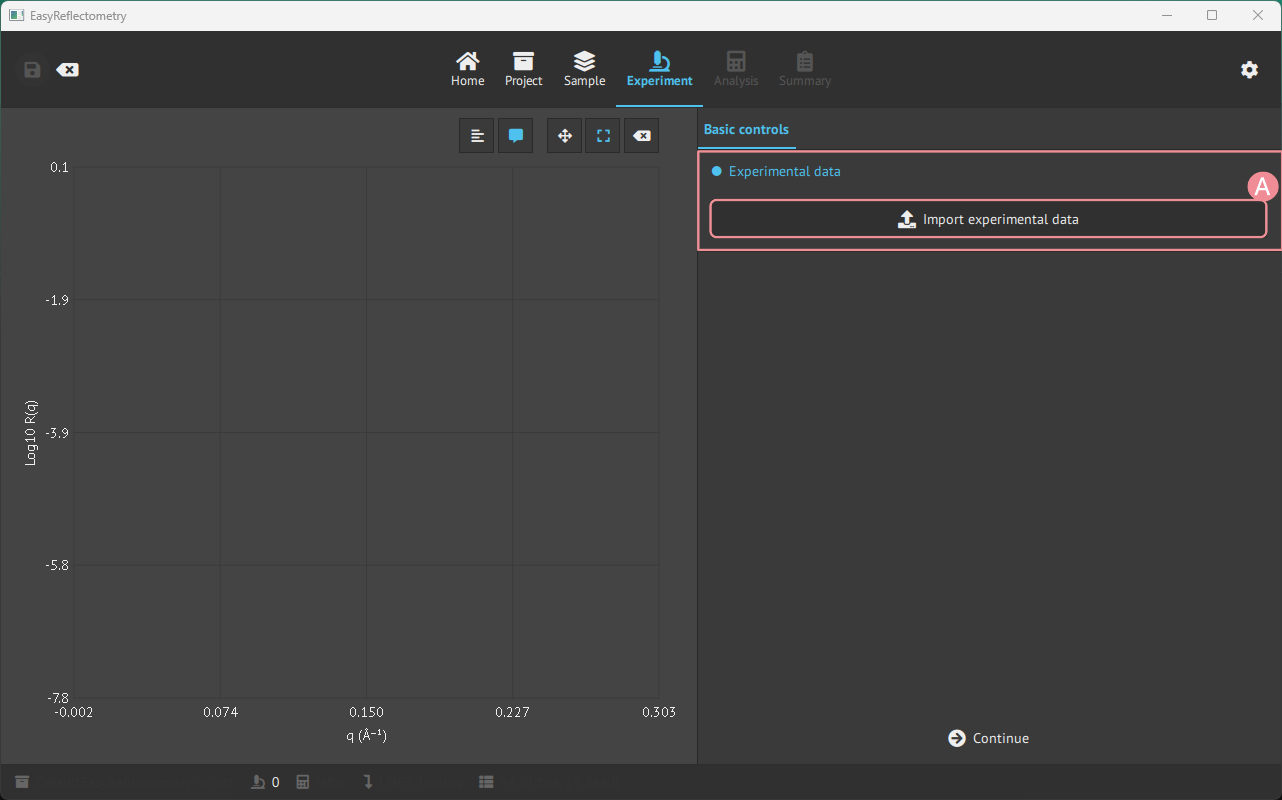 EasyReflectometry
Home Project Sample Experiment Analysis Summary
Basic controls
Experimental data
A
Import experimental data
0.1
-1.9
-3.9
-5.8
-7.8
Log10 R(q)
-0.002 0.074 0.150 0.227 0.303
q (Å⁻¹)
Continue
0